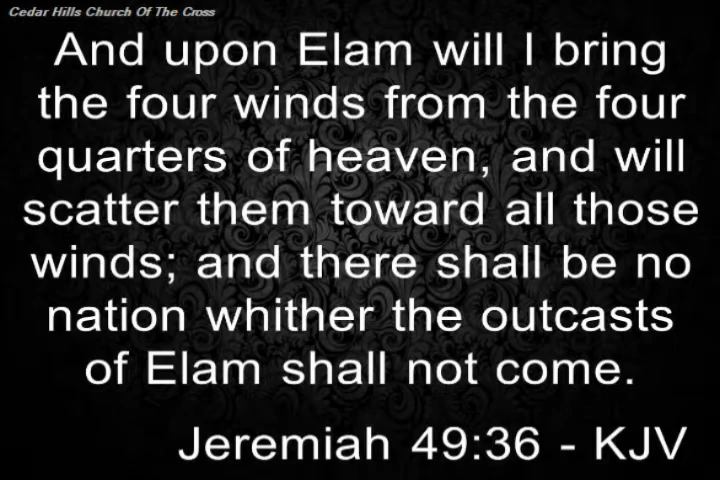 Cedar Hills Church Of The Cross
And upon Elam will I bring
the four winds from the four
quarters of heaven, and will
scatter them toward all those
winds; and there shall be no
nation whither the outcasts
of Elam shall not come.
Jeremiah 49:36 - KJV